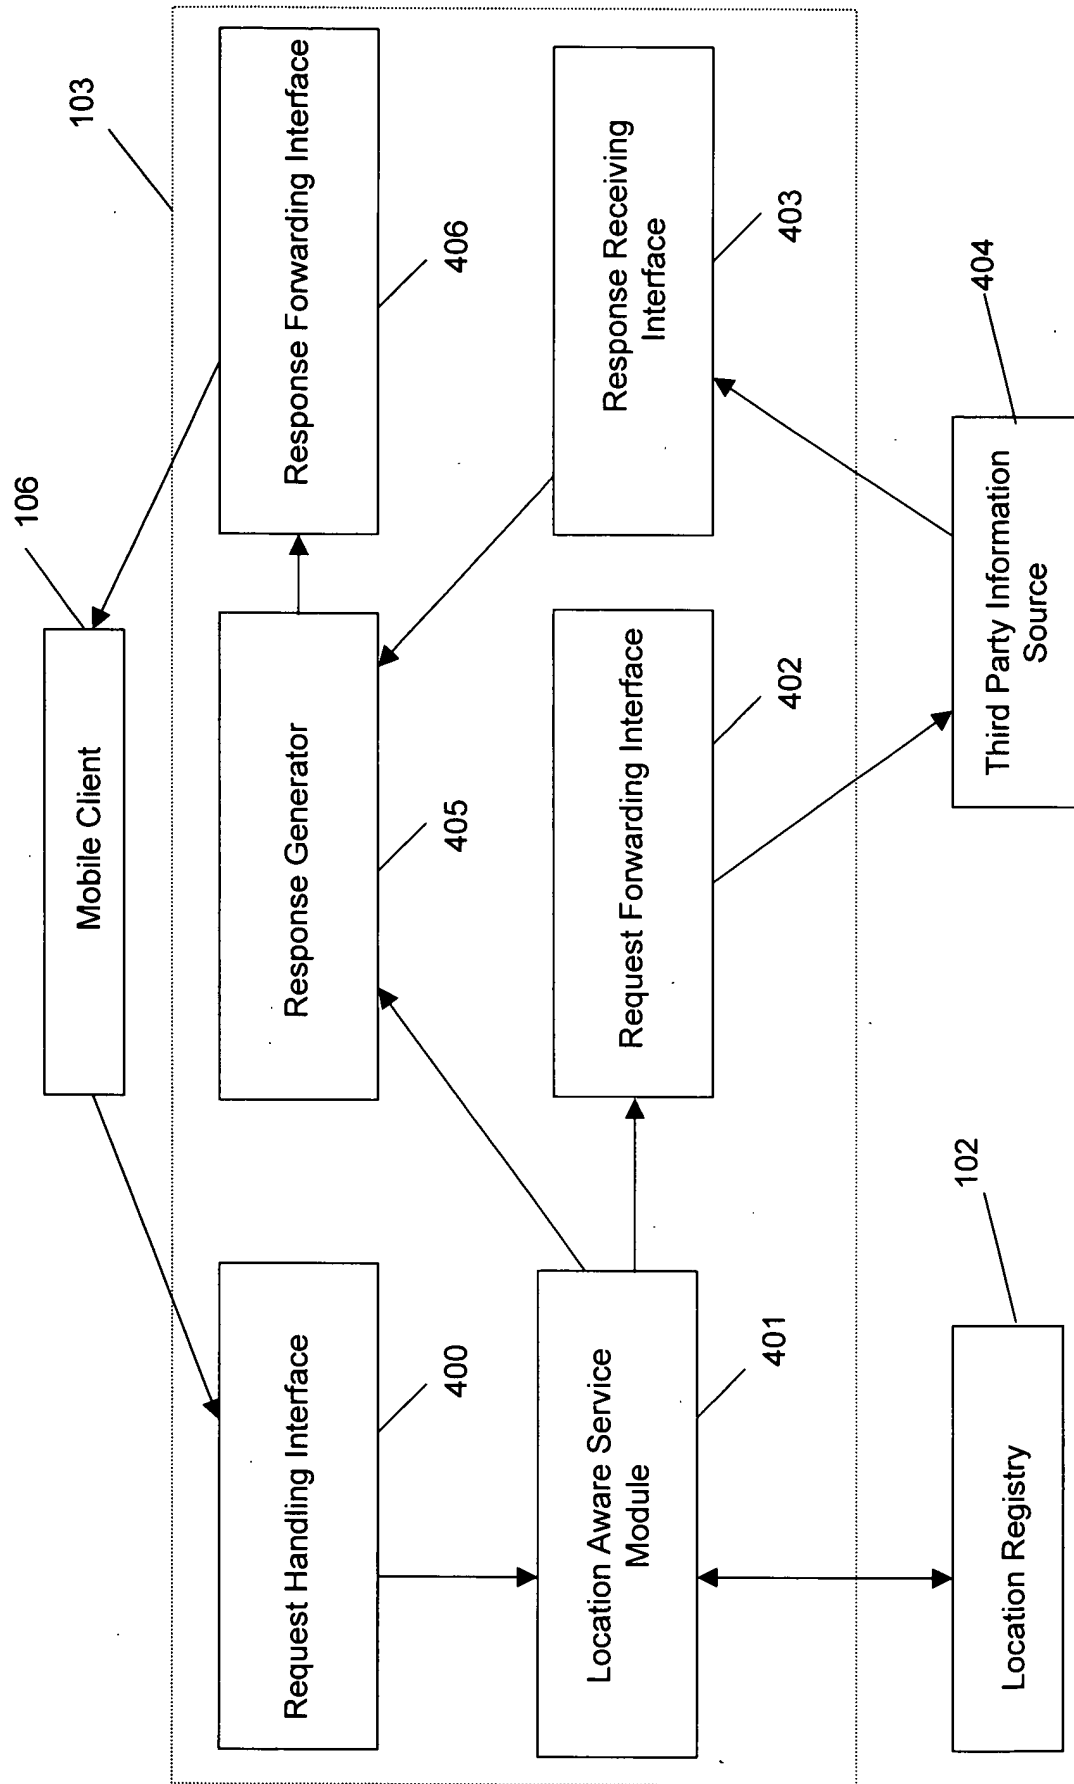 106
103
Mobile Client
Request Handling Interface
400
Response Generator
405
Response Forwarding Interface
406
Location Aware Service
Module
401
Request Forwarding Interface
402
Response Receiving
Interface
403
Location Registry
102
Third Party Information
Source
404